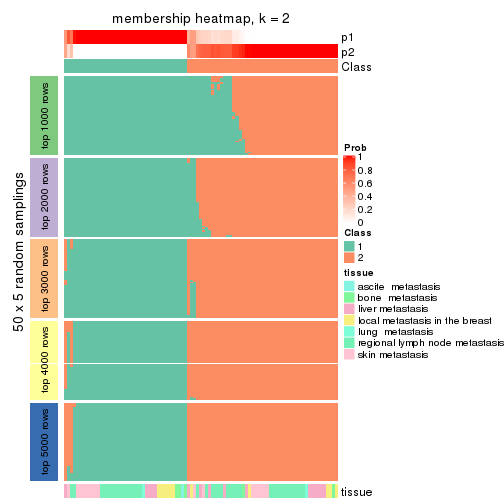 membership heatmap, k = 2
p1
p2
Class
50 x 5 random samplings
top 1000 rows
top 2000 rows
top 3000 rows
top 4000 rows
top 5000 rows
Prob
1
0.8
0.6
0.4
0.2
0
Class
1
2
tissue
ascite metastasis
bone metastasis
liver metastasis
local metastasis in the breast
lung metastasis
regional lymph node metastasis
skin metastasis
tissue